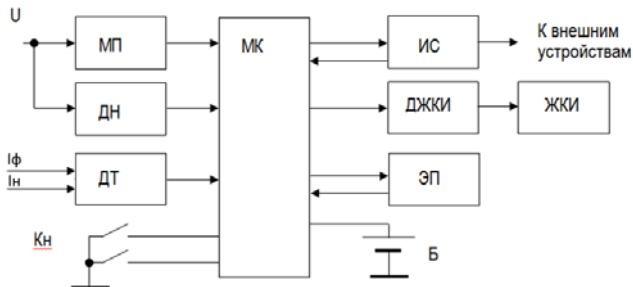 U
МП
МК
ИС
К внешним
устройствам
ДН
ДЖКИ
ЖКИ
Iф
Iн
ДТ
ЭП
Кн
Б